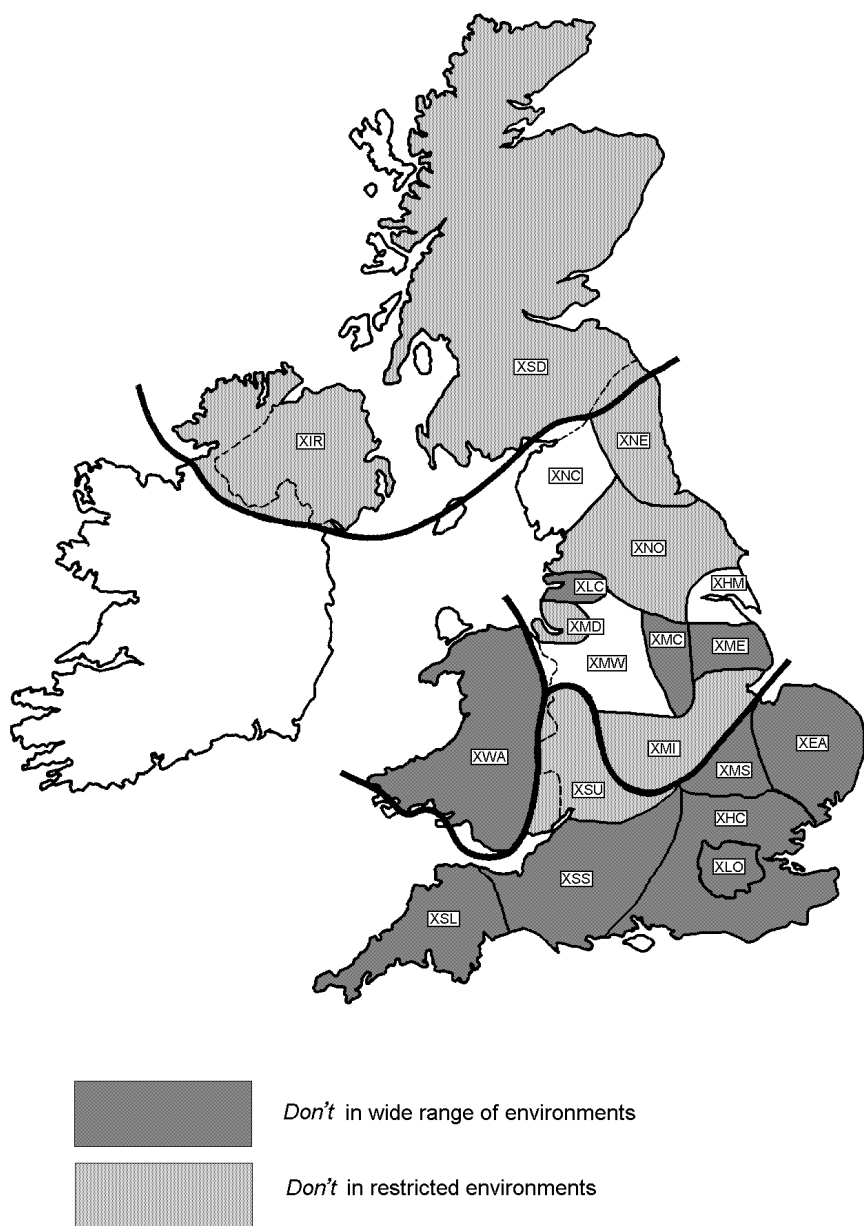 XSD
XIR
XNE
XNC
XNO
XLC
XHM
XMD
XMC
XME
XMW
XWA
XMI
XEA
XMS
XSU
XHC
XLO
XSS
XSL
Don't in wide range of environments
Don't in restricted environments